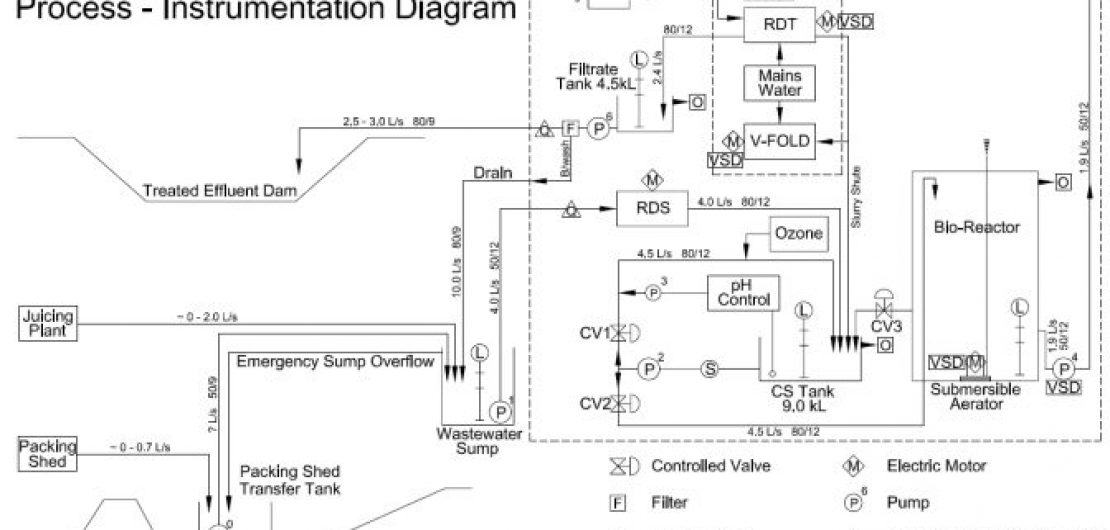 Process - Instrumentation Diagram
RDT
M
VSD
80/12
2.4 L/s
Filtrate
Tank 4.5kL
L
O
Mains
Water
V-FOLD
M
VSD
2,5 - 3,0 L/s 80/9
Q
F
P
6
B/wash
Drain
Treated Effluent Dam
M
Q
RDS
4.0 L/s 80/12
Slurry Shute
Ozone
4,5 L/s 80/12
10.0 L/s 80/9
4.0 L/s 50/12
P
3
pH
Control
L
Bio-Reactor
O
1,9 L/s 50/12
Juicing
Plant
~ 0 - 2.0 L/s
CV1
CV3
O
L
Emergency Sump Overflow
L
P
2
S
VSD
M
1,9 L/s
50/12
P
4
VSD
CS Tank
9.0 kL
Submersible
Aerator
CV2
? L/s 50/9
P
Wastewater
Sump
4.5 L/s 80/12
Packing
Shed
~ 0 - 0.7 L/s
Packing Shed
Transfer Tank
Controlled Valve
M
Electric Motor
F
Filter
P
6
Pump